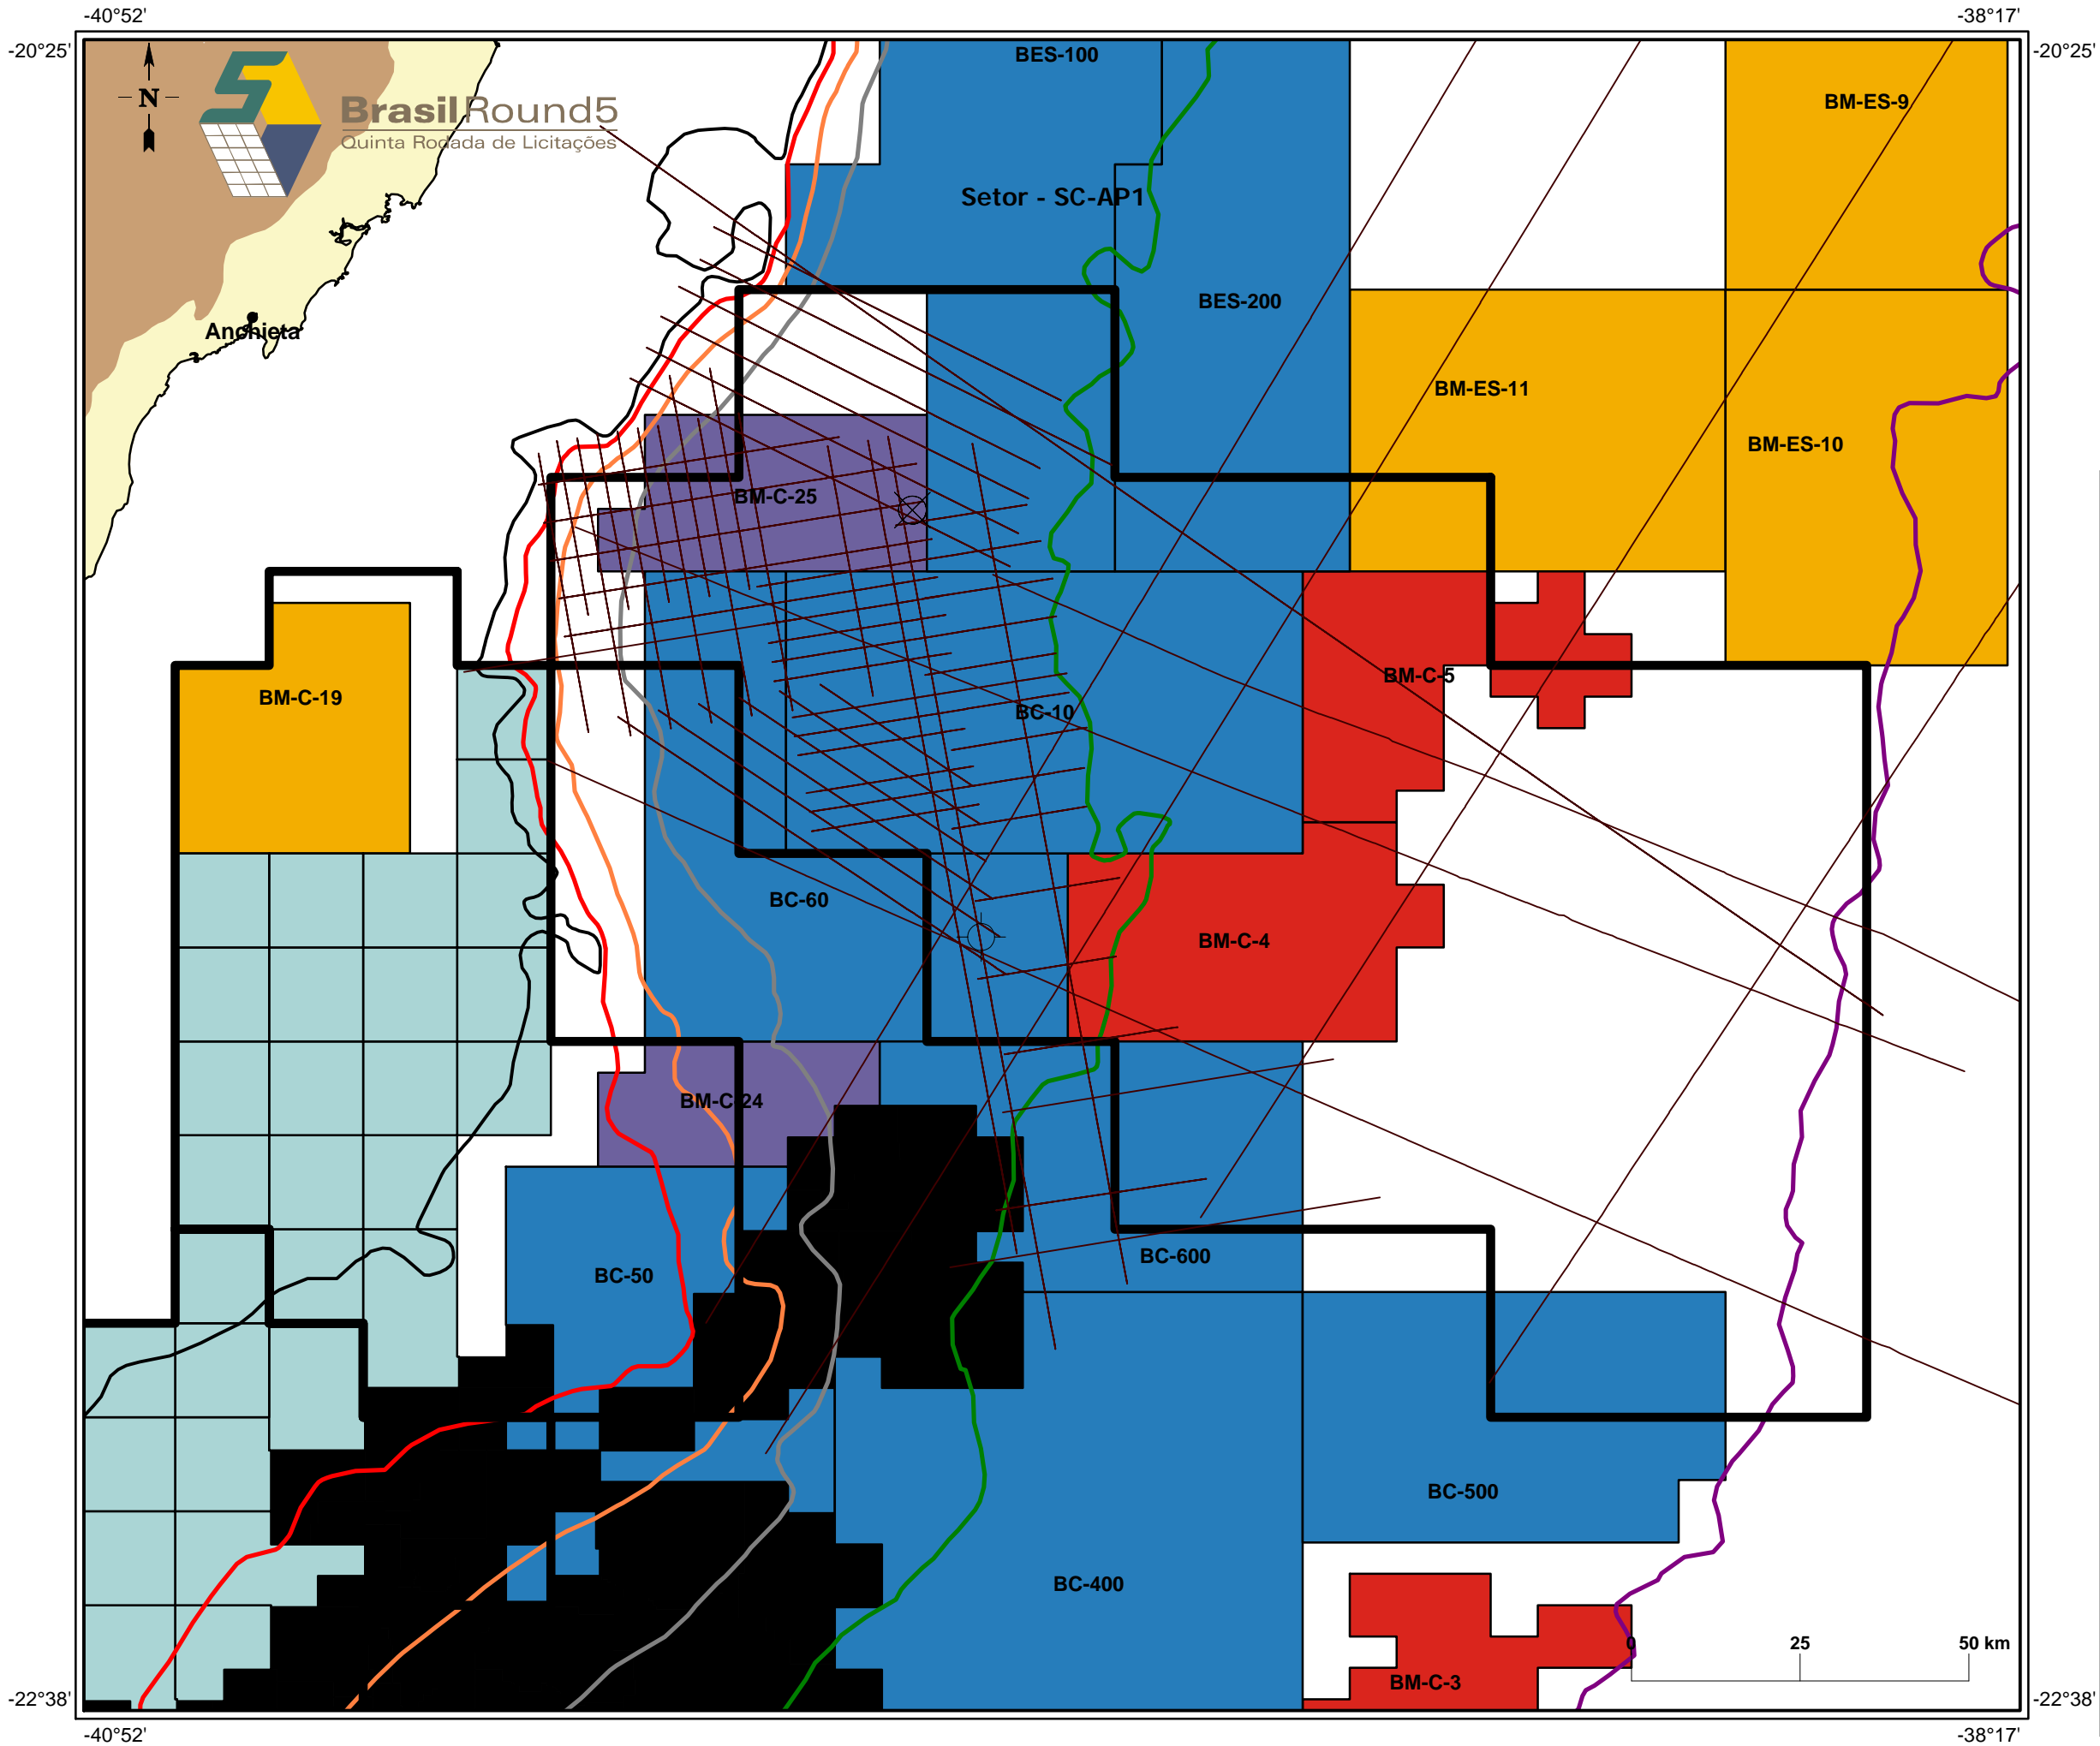 -40°52'
-38°17'
-20°25'
-20°25'
N
BrasilRound5
Quinta Rodada de Licitações
BES-100
BM-ES-9
Setor - SC-AP1
BES-200
Anchieta
BM-ES-11
BM-ES-10
BM-C-25
BM-C-5
BM-C-19
BC-10
BC-60
BM-C-4
BM-C-24
BC-600
BC-50
BC-500
BC-400
0
25
50 km
BM-C-3
-22°38'
-22°38'
-40°52'
-38°17'